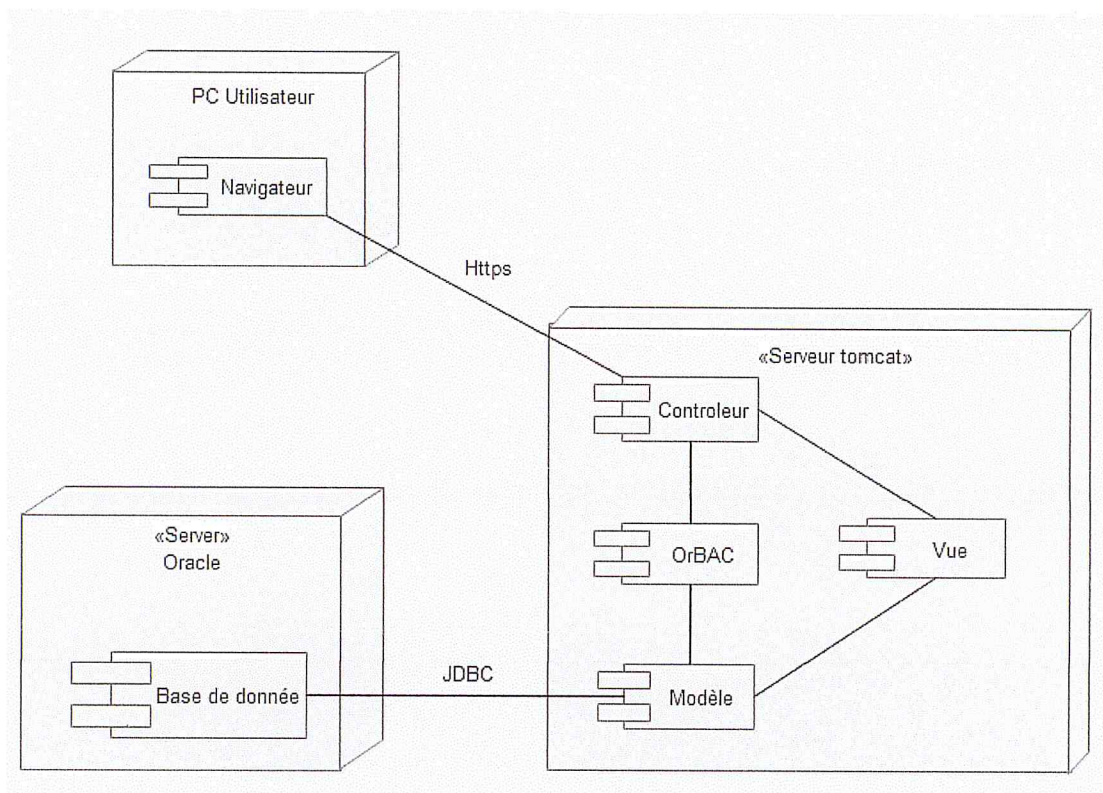 PC Utilisateur
Navigateur
Https
«Serveur tomcat»
Controleur
OrBAC
Vue
Modèle
JDBC
«Server»
Oracle
Base de donnée